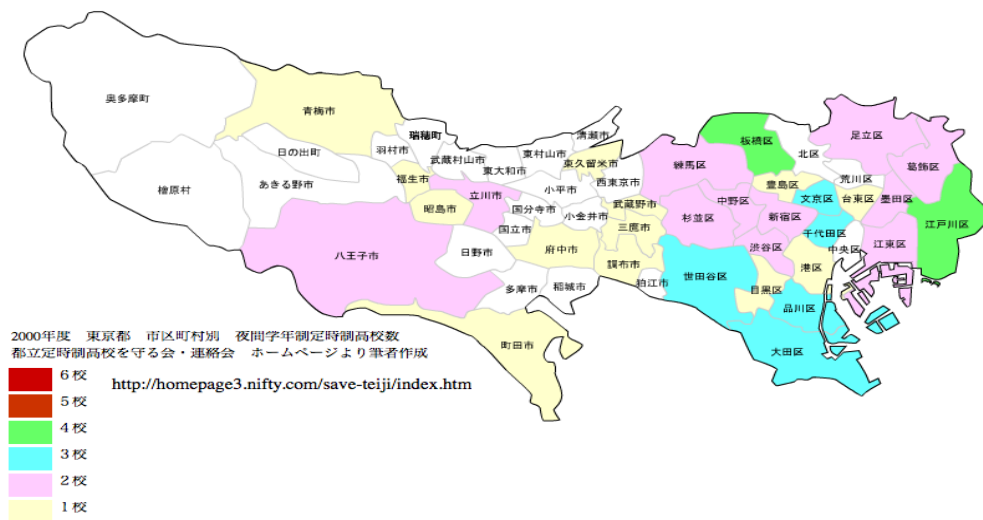 奥多摩町
青梅市
瑞穂町
羽村市
日の出町
武蔵村山市
東大和市
東村山市
清瀬市
東久留米市
檜原村
あきる野市
福生市
昭島市
立川市
小平市
西東京市
国分寺市
小金井市
武蔵野市
国立市
三鷹市
八王子市
日野市
府中市
調布市
狛江市
多摩市
稲城市
町田市
板橋区
北区
足立区
練馬区
葛飾区
豊島区
文京区
荒川区
台東区
墨田区
中野区
杉並区
新宿区
千代田区
江戸川区
渋谷区
中央区
江東区
世田谷区
港区
目黒区
品川区
大田区
2000年度 東京都 市区町村別 夜間学年制定時制高校数
都立定時制高校を守る会・連絡会 ホームページより筆者作成
http://homepage3.nifty.com/save-teiji/index.htm
6校
5校
4校
3校
2校
1校